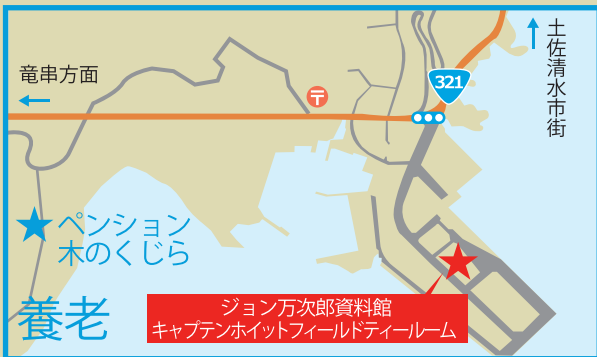 竜串方面
〒
321
土佐清水市街
ペンション
木のくじら
養老
ジョン万次郎資料館
キャプテンホイットフィールドティールーム